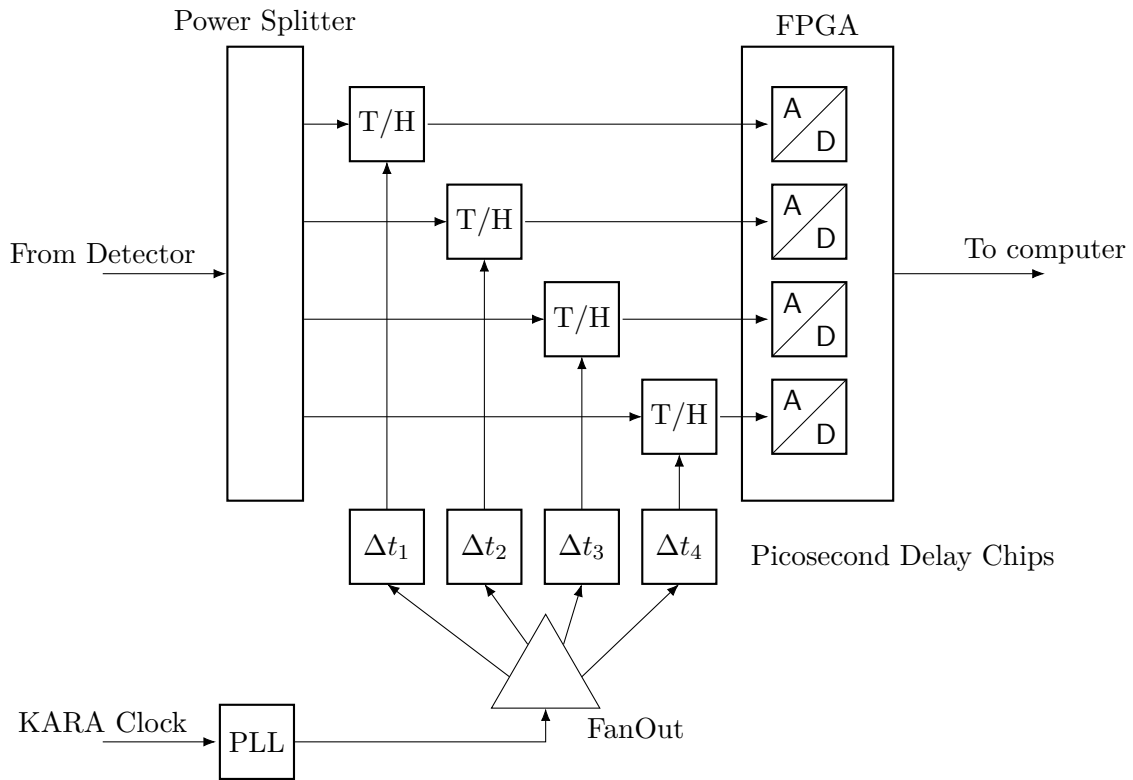 Power Splitter
FPGA
T/H
A
D
T/H
A
D
From Detector
To computer
T/H
A
D
T/H
A
D
Δt₁
Δt₂
Δt₃
Δt₄
Picosecond Delay Chips
KARA Clock
PLL
FanOut